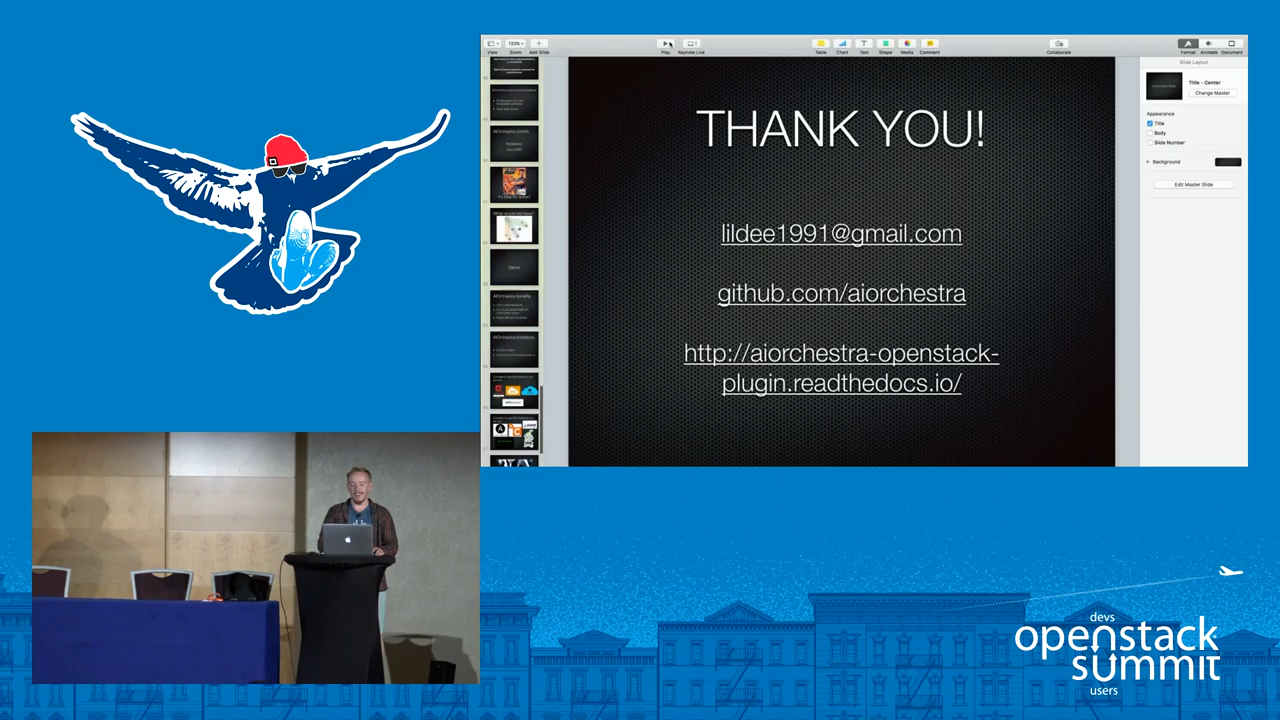 View
133%
Zoom
Add Slide
Play
Keynote Live
Table
Chart
Text
Shape
Media
Comment
Collaborate
Format
Animate
Document
Slide Layout
Title - Center
Change Master
Appearance
Title
Body
Slide Number
Background
Edit Master Slide
THANK YOU!
lildee1991@gmail.com
github.com/aiorchestra
http://aiorchestra-openstack-
plugin.readthedocs.io/
Demo
devs
openstack
summit
users